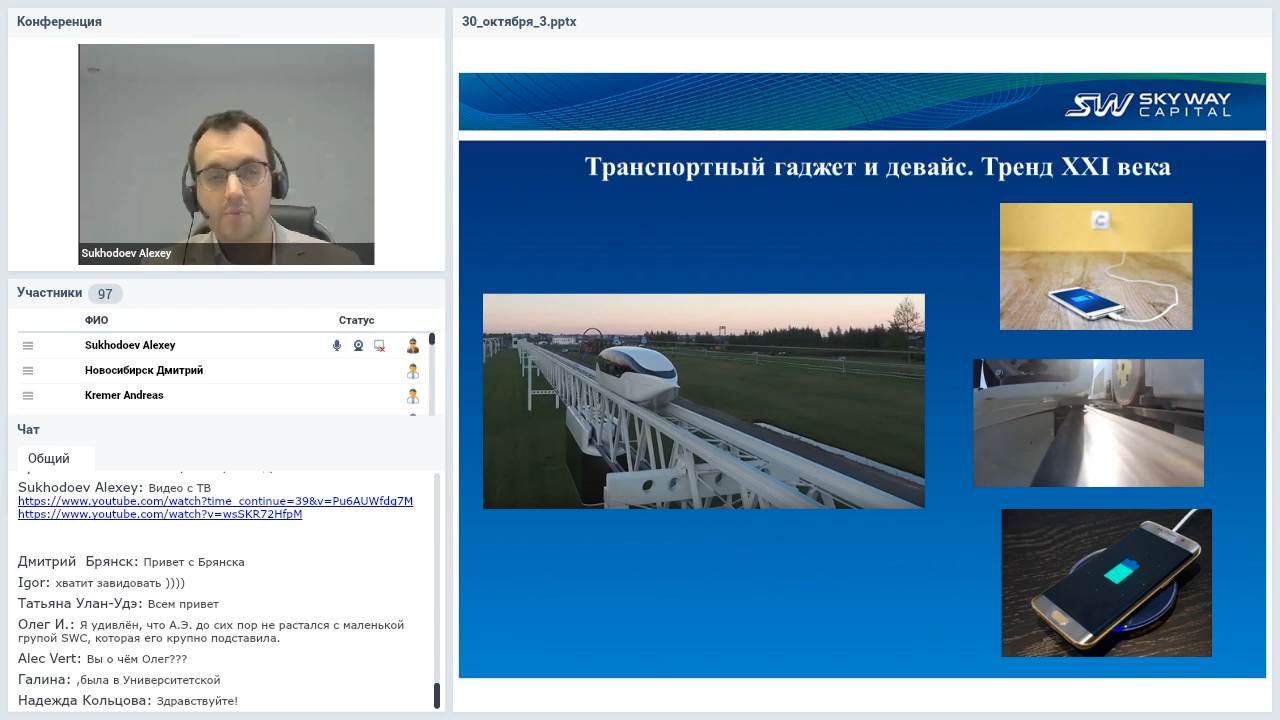 Конференция
Sukhodoev Alexey
Участники 97
ФИО Статус
Sukhodoev Alexey
Новосибирск Дмитрий
Kremer Andreas
Чат
Общий
Sukhodoev Alexey: Видео с ТВ
https://www.youtube.com/watch?time_continue=39&v=Pu6AUWfdq7M
https://www.youtube.com/watch?v=wsSKR72HfpM
Дмитрий Брянск: Привет с Брянска
Igor: хватит завидовать ))))
Татьяна Улан-Удэ: Всем привет
Олег И.: Я удивлён, что А.Э. до сих пор не растался с маленькой
групой SWC, которая его крупно подставила.
Alec Vert: Вы о чём Олег???
Галина: ,была в Университетской
Надежда Кольцова: Здравствуйте!
30_октября_3.pptx
SW SKY WAY
CAPITAL
Транспортный гаджет и девайс. Тренд XXI века